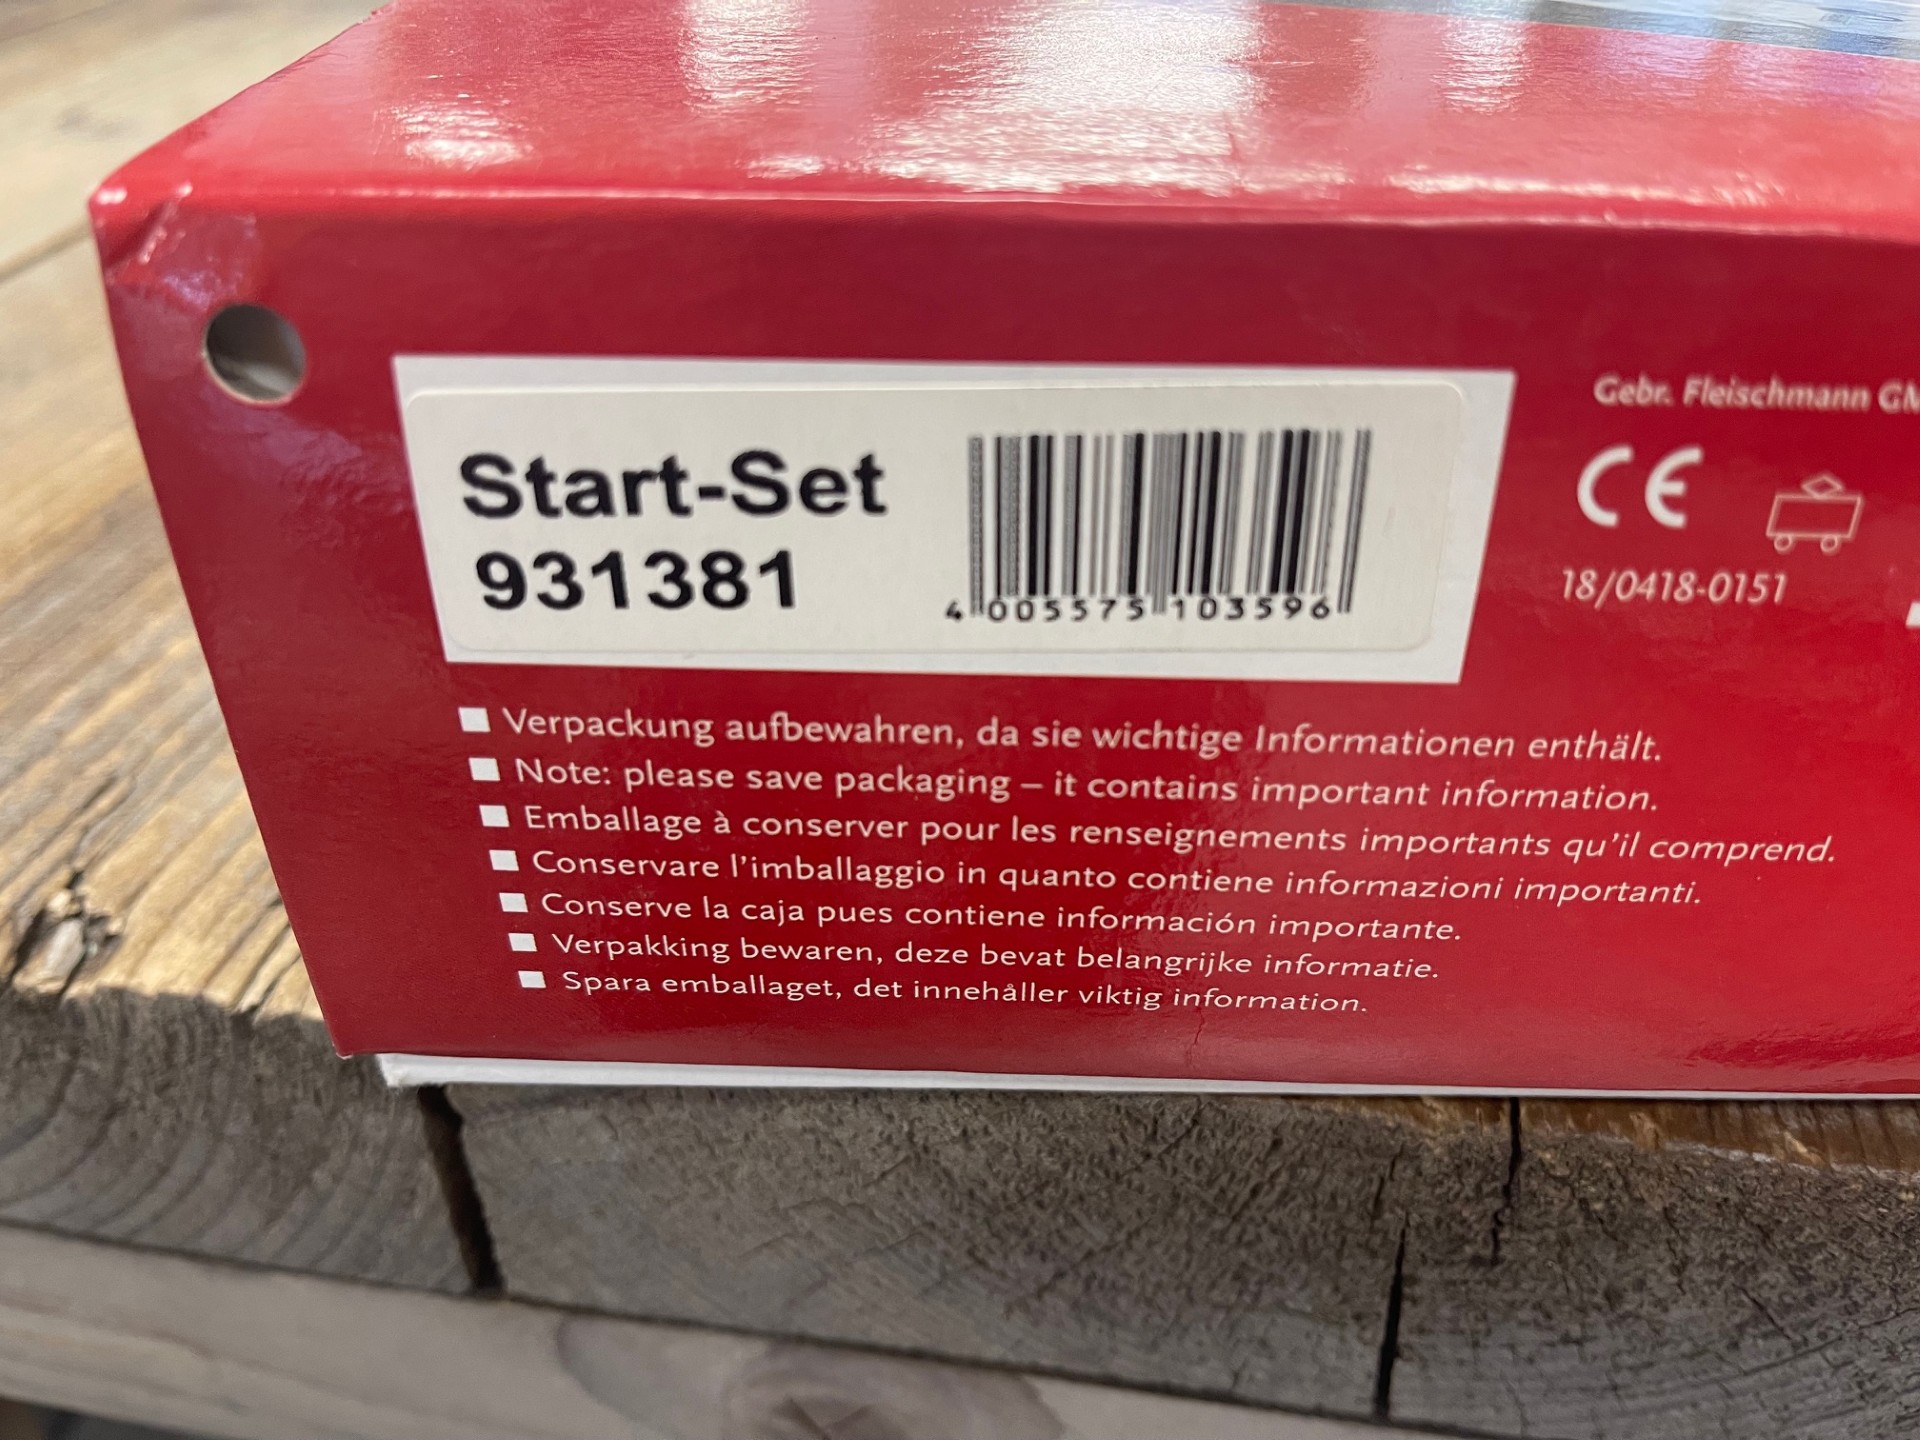 Start-Set
931381
4 005575 103596
Gebr. Fleischmann
CE
18/0418-0151
■ Verpackung aufbewahren, da sie wichtige Informationen enthält.
■ Note: please save packaging – it contains important information.
■ Emballage à conserver pour les renseignements importants qu’il comprend.
■ Conservare l’imballaggio in quanto contiene informazioni importanti.
■ Conserve la caja pues contiene información importante.
■ Verpakking bewaren, deze bevat belangrijke informatie.
■ Spara emballaget, det innehåller viktig information.